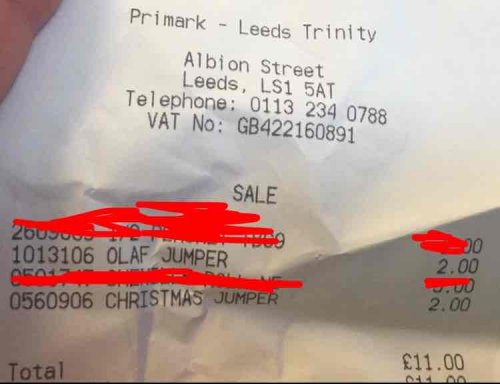 Primark - Leeds Trinity
Albion Street
Leeds, LS1 5AT
Telephone: 0113 234 0788
VAT No: GB422160891
SALE
1013106 OLAF JUMPER 2.00
0560906 CHRISTMAS JUMPER 2.00
Total £11.00